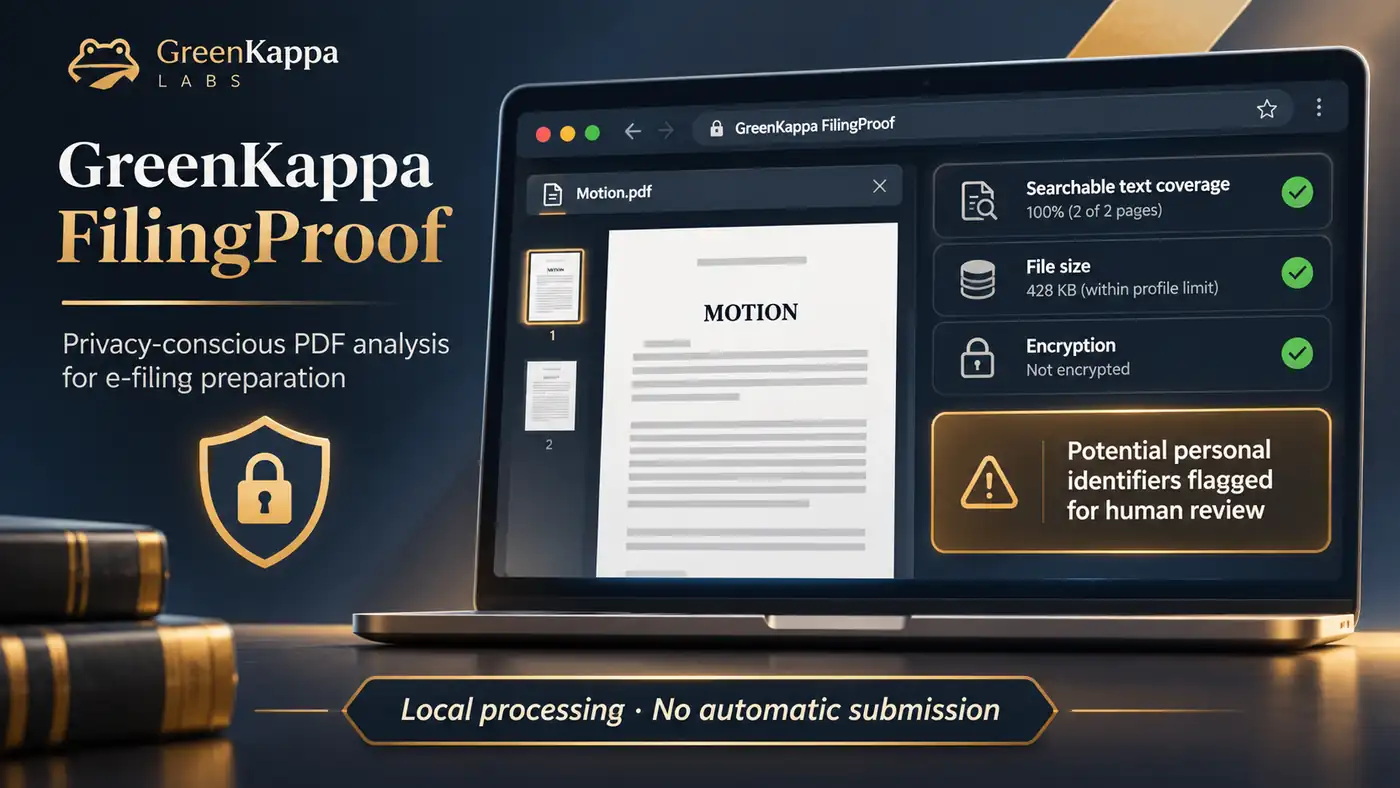 GreenKappa
LABS
GreenKappa
FilingProof
Privacy-conscious PDF analysis
for e-filing preparation
GreenKappa FilingProof
Motion.pdf
MOTION
1
2
Searchable text coverage
100% (2 of 2 pages)
File size
428 KB (within profile limit)
Encryption
Not encrypted
Potential personal
identifiers flagged
for human review
Local processing · No automatic submission